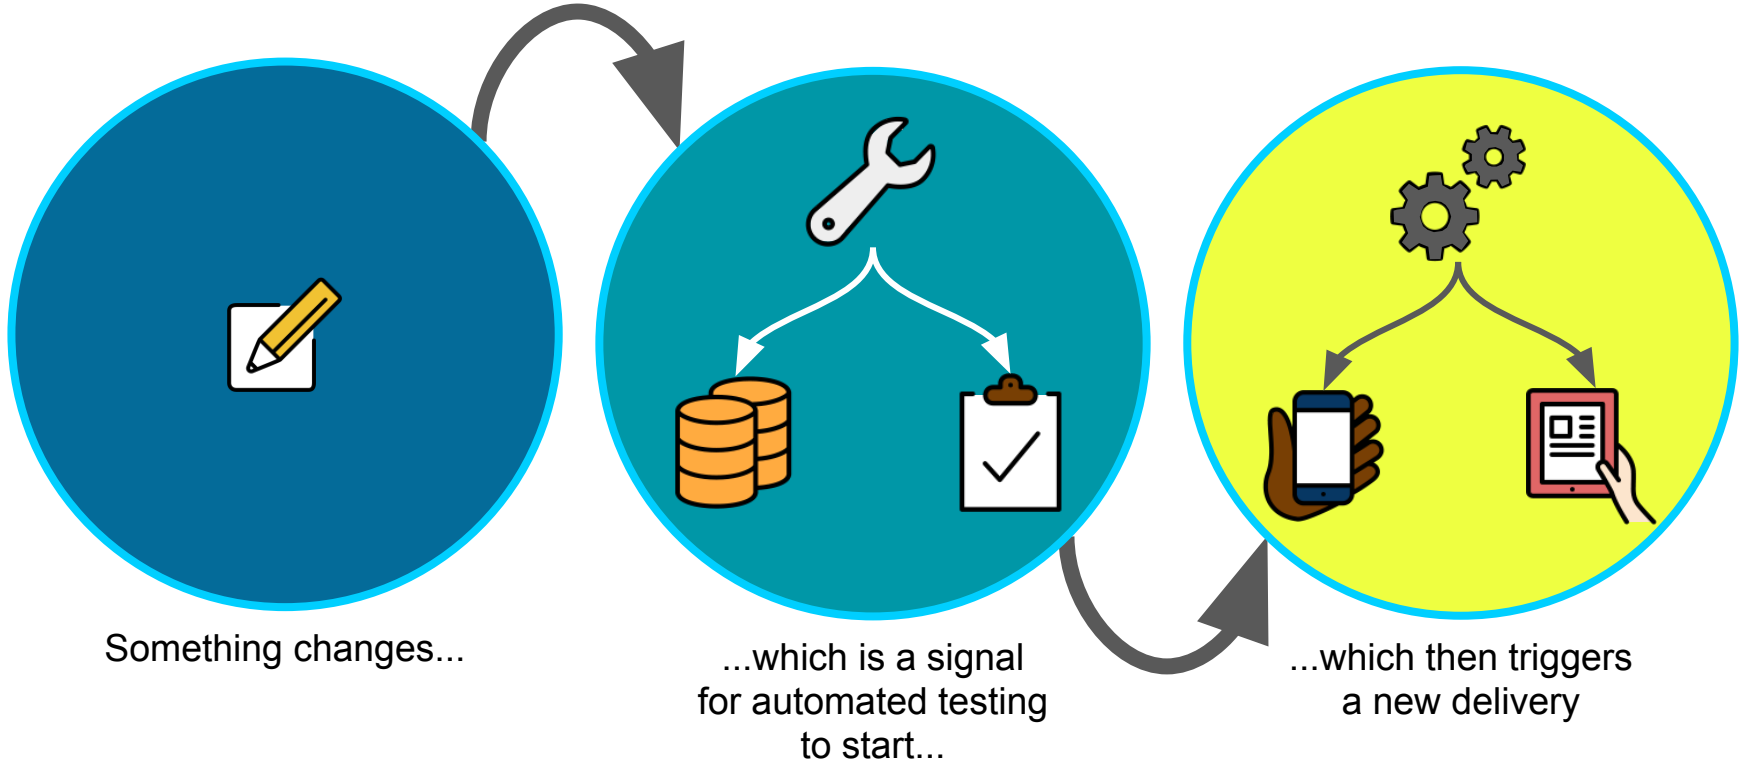 Something changes...
...which is a signal
for automated testing
to start...
...which then triggers
a new delivery